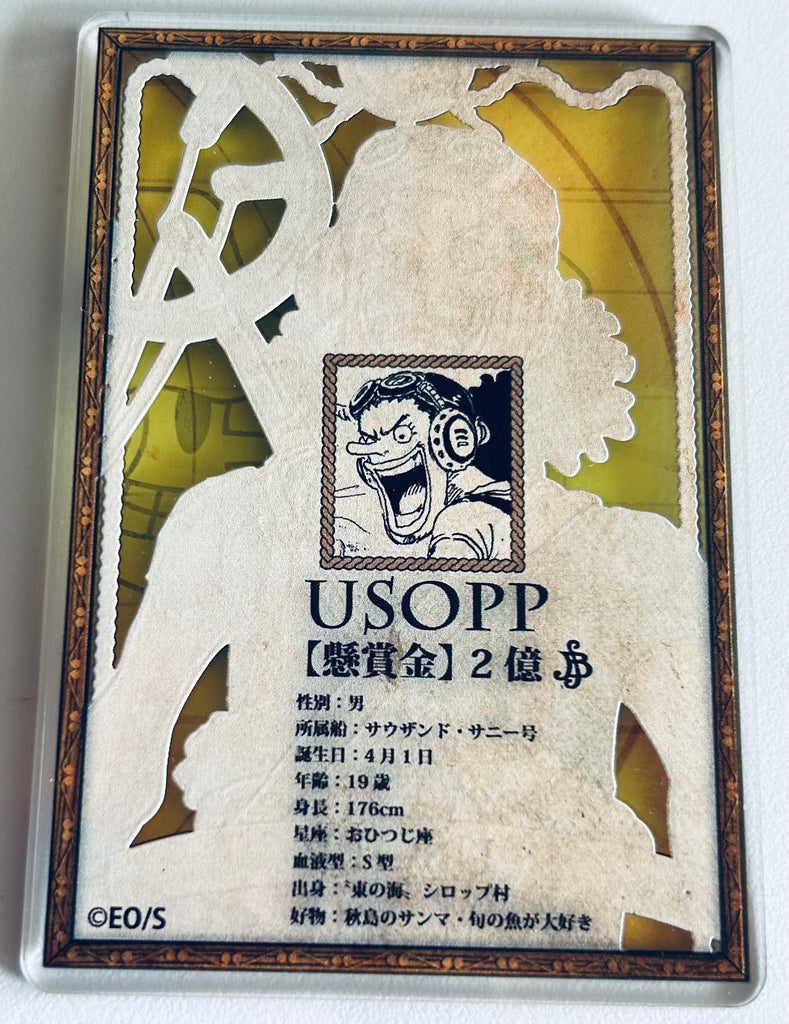 USOPP
【懸賞金】2億
性別：男
所属船：サウザンド・サニー号
誕生日：4月1日
年齢：19歳
身長：176cm
星座：おひつじ座
血液型：S型
出身：〝東の海〟シロップ村
好物：秋島のサンマ・旬の魚が大好き
©EO/S